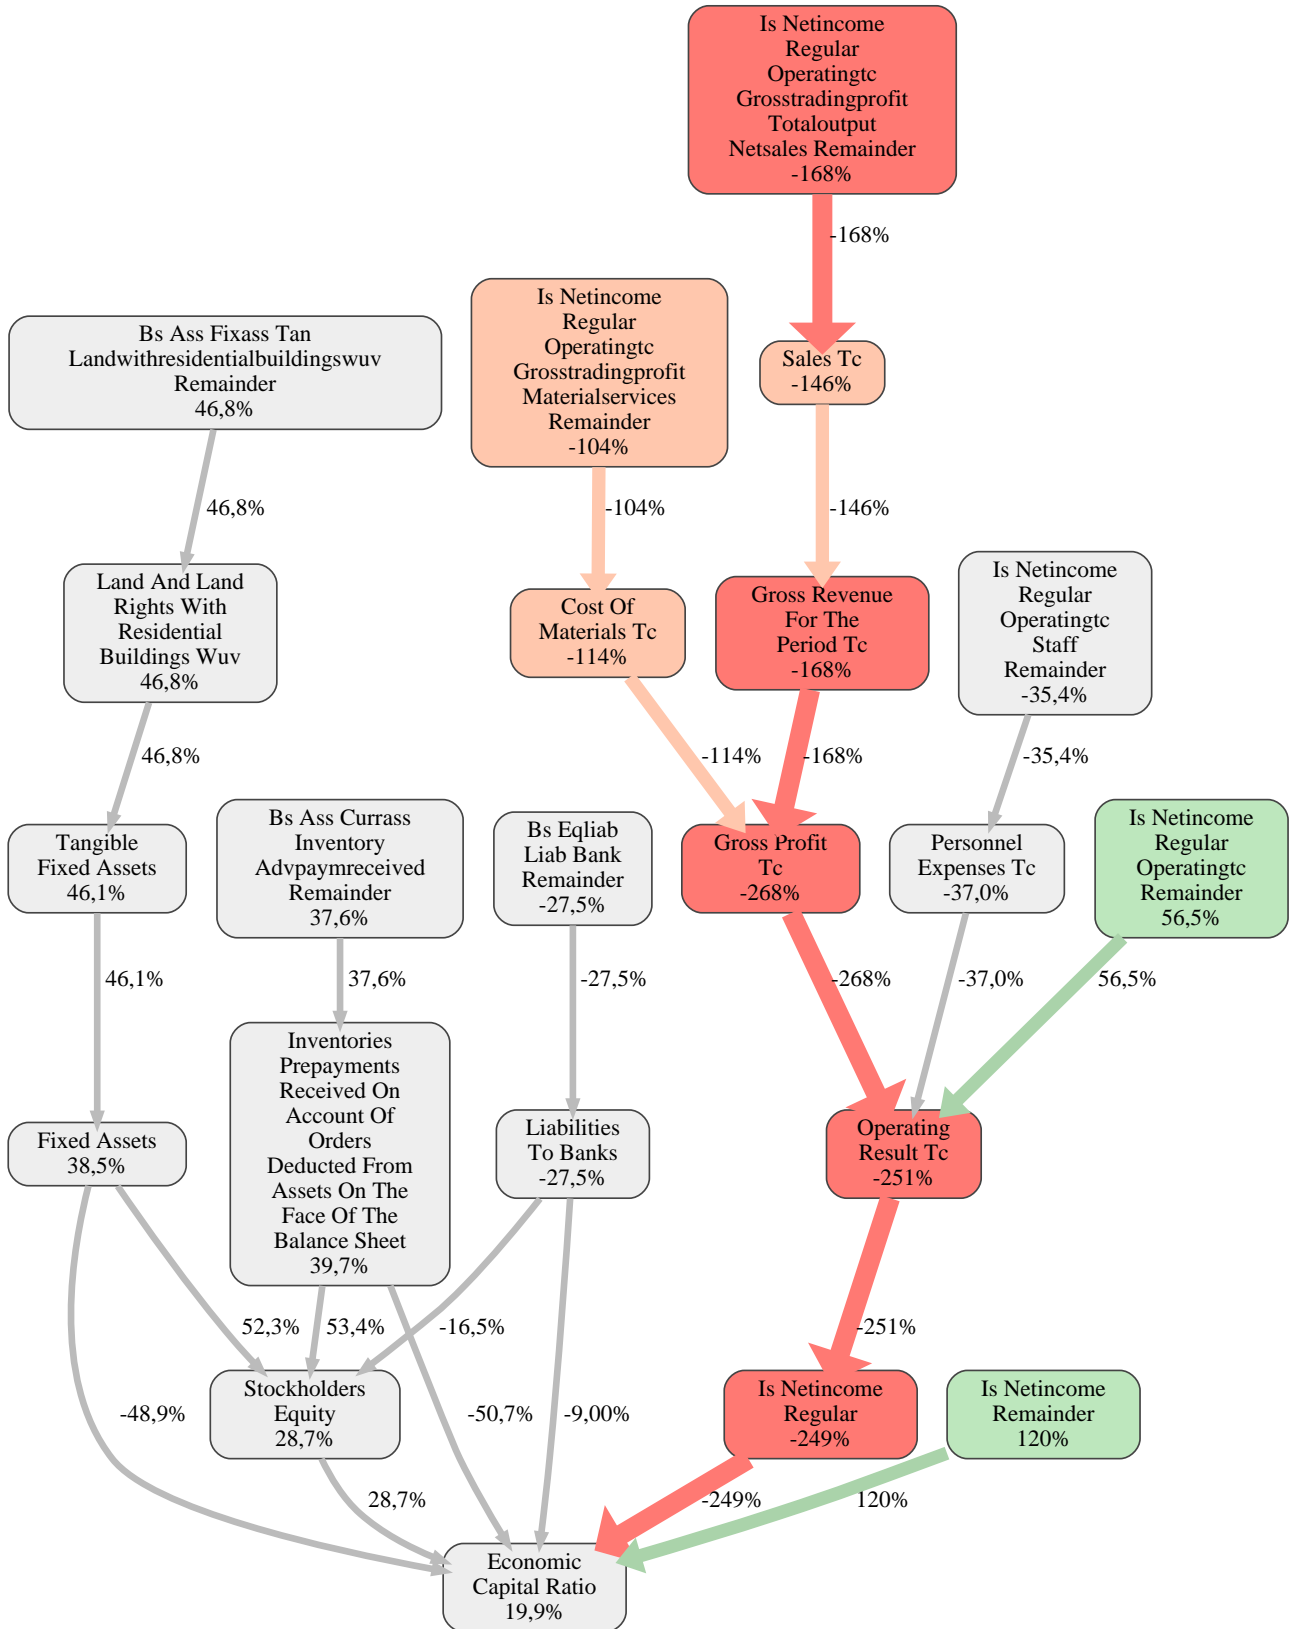 Is Netincome
Regular
Operatingtc
Grosstradingprofit
Totaloutput
Netsales Remainder
-168%
-168%
Is Netincome
Regular
Operatingtc
Grosstradingprofit
Materialservices
Remainder
-104%
Bs Ass Fixass Tan
Landwithresidentialbuildingswuv
Remainder
46,8%
Sales Tc
-146%
46,8%
-104%
-146%
Land And Land
Rights With
Residential
Buildings Wuv
46,8%
Cost Of
Materials Tc
-114%
Gross Revenue
For The
Period Tc
-168%
Is Netincome
Regular
Operatingtc
Staff
Remainder
-35,4%
46,8%
-114%
-168%
-35,4%
Tangible
Fixed Assets
46,1%
Bs Ass Currass
Inventory
Advpaymreceived
Remainder
37,6%
Bs Eqliab
Liab Bank
Remainder
-27,5%
Gross Profit
Tc
-268%
Personnel
Expenses Tc
-37,0%
Is Netincome
Regular
Operatingtc
Remainder
56,5%
46,1%
37,6%
-27,5%
-268%
-37,0%
56,5%
Fixed Assets
38,5%
Inventories
Prepayments
Received On
Account Of
Orders
Deducted From
Assets On The
Face Of The
Balance Sheet
39,7%
Liabilities
To Banks
-27,5%
Operating
Result Tc
-251%
52,3%
53,4%
-16,5%
-251%
Stockholders
Equity
28,7%
Is Netincome
Regular
-249%
Is Netincome
Remainder
120%
-48,9%
-50,7%
-9,00%
28,7%
-249%
120%
Economic
Capital Ratio
19,9%